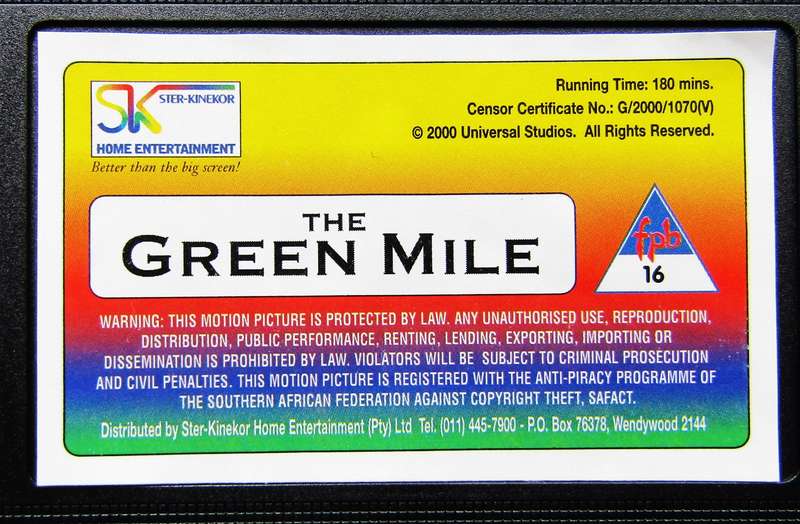 SK STER-KINEKOR
HOME ENTERTAINMENT
Better than the big screen!
Running Time: 180 mins.
Censor Certificate No.: G/2000/1070(V)
© 2000 Universal Studios. All Rights Reserved.
THE
GREEN MILE
fpb
16
WARNING: THIS MOTION PICTURE IS PROTECTED BY LAW. ANY UNAUTHORISED USE, REPRODUCTION,
DISTRIBUTION, PUBLIC PERFORMANCE, RENTING, LENDING, EXPORTING, IMPORTING OR
DISSEMINATION IS PROHIBITED BY LAW. VIOLATORS WILL BE SUBJECT TO CRIMINAL PROSECUTION
AND CIVIL PENALTIES. THIS MOTION PICTURE IS REGISTERED WITH THE ANTI-PIRACY PROGRAMME OF
THE SOUTHERN AFRICAN FEDERATION AGAINST COPYRIGHT THEFT, SAFACT.
Distributed by Ster-Kinekor Home Entertainment (Pty) Ltd Tel. (011) 445-7900 - P.O. Box 76378, Wendywood 2144